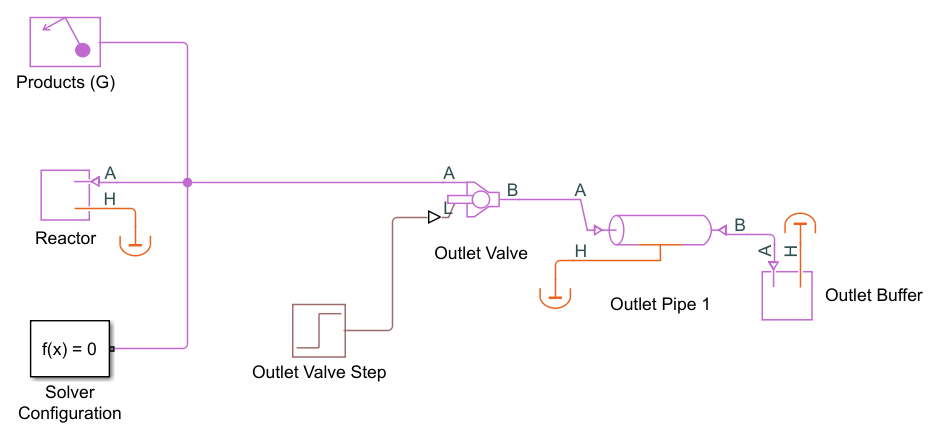 Products (G)
A
H
Reactor
f(x) = 0
Solver
Configuration
A
L
B
Outlet Valve
Outlet Valve Step
A
H
B
Outlet Pipe 1
A
H
Outlet Buffer